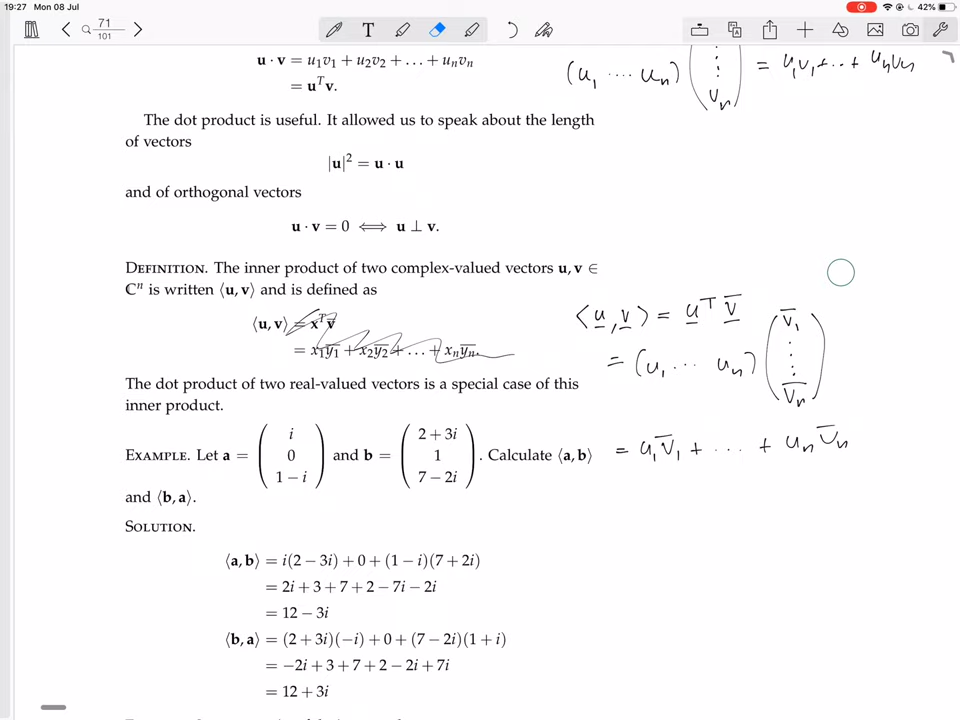 19:27 Mon 08 Jul
42%
71
101
T
u · v = u₁v₁ + u₂v₂ + . . . + uₙvₙ
= uᵀv.
(u₁ ⋯ uₙ) ( ⋮ vₙ ) = u₁v₁ + ⋯ + uₙvₙ
The dot product is useful. It allowed us to speak about the length
of vectors
|u|² = u · u
and of orthogonal vectors
u · v = 0 ⟺ u ⊥ v.
DEFINITION. The inner product of two complex-valued vectors u, v ∈
ℂⁿ is written ⟨u, v⟩ and is defined as
⟨u, v⟩ = xᵀv̅
= x₁y̅₁ + x₂y̅₂ + . . . + xₙy̅ₙ.
⟨u, v⟩ = uᵀ v̅
= (u₁ ⋯ uₙ) ( v̅₁ ⋮ v̅ₙ )
= u₁v̅₁ + ⋯ + uₙv̅ₙ
The dot product of two real-valued vectors is a special case of this
inner product.
EXAMPLE. Let a = ( i 0 1 − i ) and b = ( 2 + 3i 1 7 − 2i ). Calculate ⟨a, b⟩
and ⟨b, a⟩.
SOLUTION.
⟨a, b⟩ = i(2 − 3i) + 0 + (1 − i)(7 + 2i)
= 2i + 3 + 7 + 2 − 7i − 2i
= 12 − 3i
⟨b, a⟩ = (2 + 3i)(−i) + 0 + (7 − 2i)(1 + i)
= −2i + 3 + 7 + 2 − 2i + 7i
= 12 + 3i